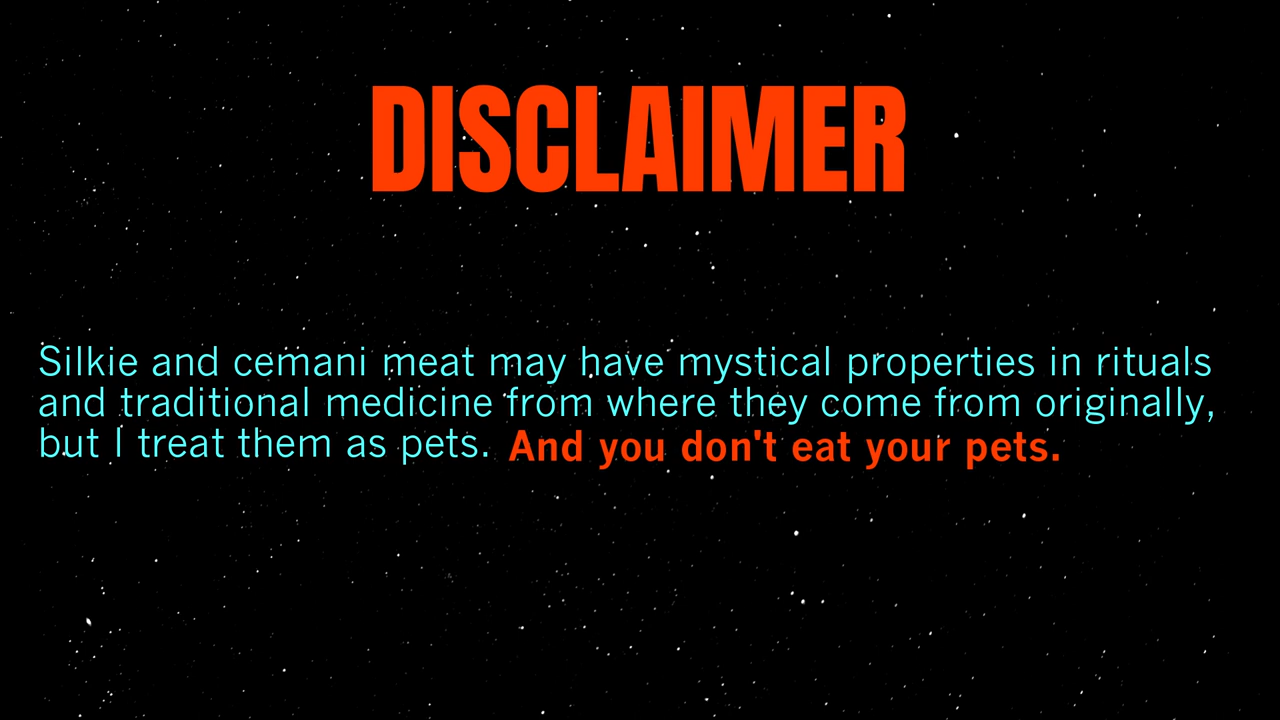 DISCLAIMER
Silkie and cemani meat may have mystical properties in rituals
and traditional medicine from where they come from originally,
but I treat them as pets. And you don't eat your pets.